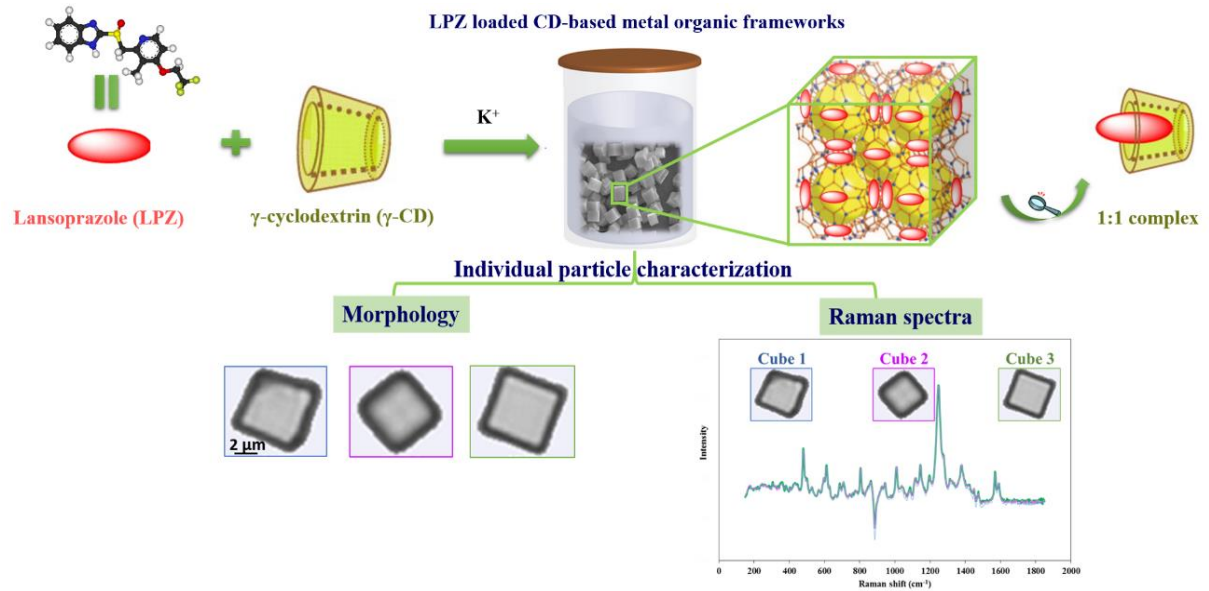 LPZ loaded CD-based metal organic frameworks
K⁺
Lansoprazole (LPZ)
γ-cyclodextrin (γ-CD)
1:1 complex
Individual particle characterization
Morphology
Raman spectra
2 µm
Cube 1
Cube 2
Cube 3
Intensity
0 200 400 600 800 1000 1200 1400 1600 1800 2000
Raman shift (cm⁻¹)